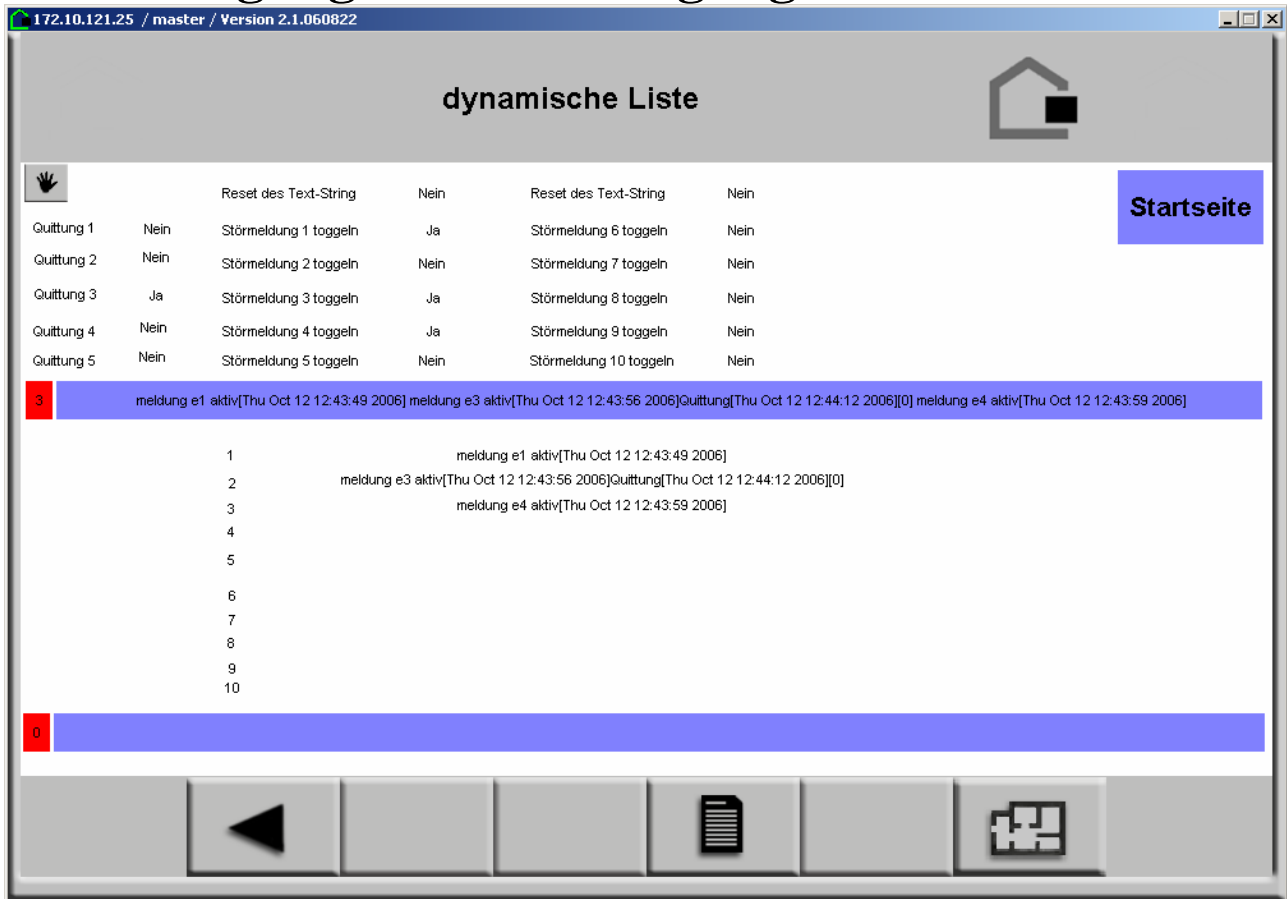 172.10.121.25 / master / Version 2.1.060822
dynamische Liste
Reset des Text-String Nein Reset des Text-String Nein
Startseite
Quittung 1 Nein Störmeldung 1 toggeln Ja Störmeldung 6 toggeln Nein
Quittung 2 Nein Störmeldung 2 toggeln Nein Störmeldung 7 toggeln Nein
Quittung 3 Ja Störmeldung 3 toggeln Ja Störmeldung 8 toggeln Nein
Quittung 4 Nein Störmeldung 4 toggeln Ja Störmeldung 9 toggeln Nein
Quittung 5 Nein Störmeldung 5 toggeln Nein Störmeldung 10 toggeln Nein
3 meldung e1 aktiv[Thu Oct 12 12:43:49 2006] meldung e3 aktiv[Thu Oct 12 12:43:56 2006]Quittung[Thu Oct 12 12:44:12 2006][0] meldung e4 aktiv[Thu Oct 12 12:43:59 2006]
1 meldung e1 aktiv[Thu Oct 12 12:43:49 2006]
2 meldung e3 aktiv[Thu Oct 12 12:43:56 2006]Quittung[Thu Oct 12 12:44:12 2006][0]
3 meldung e4 aktiv[Thu Oct 12 12:43:59 2006]
4
5
6
7
8
9
10
0